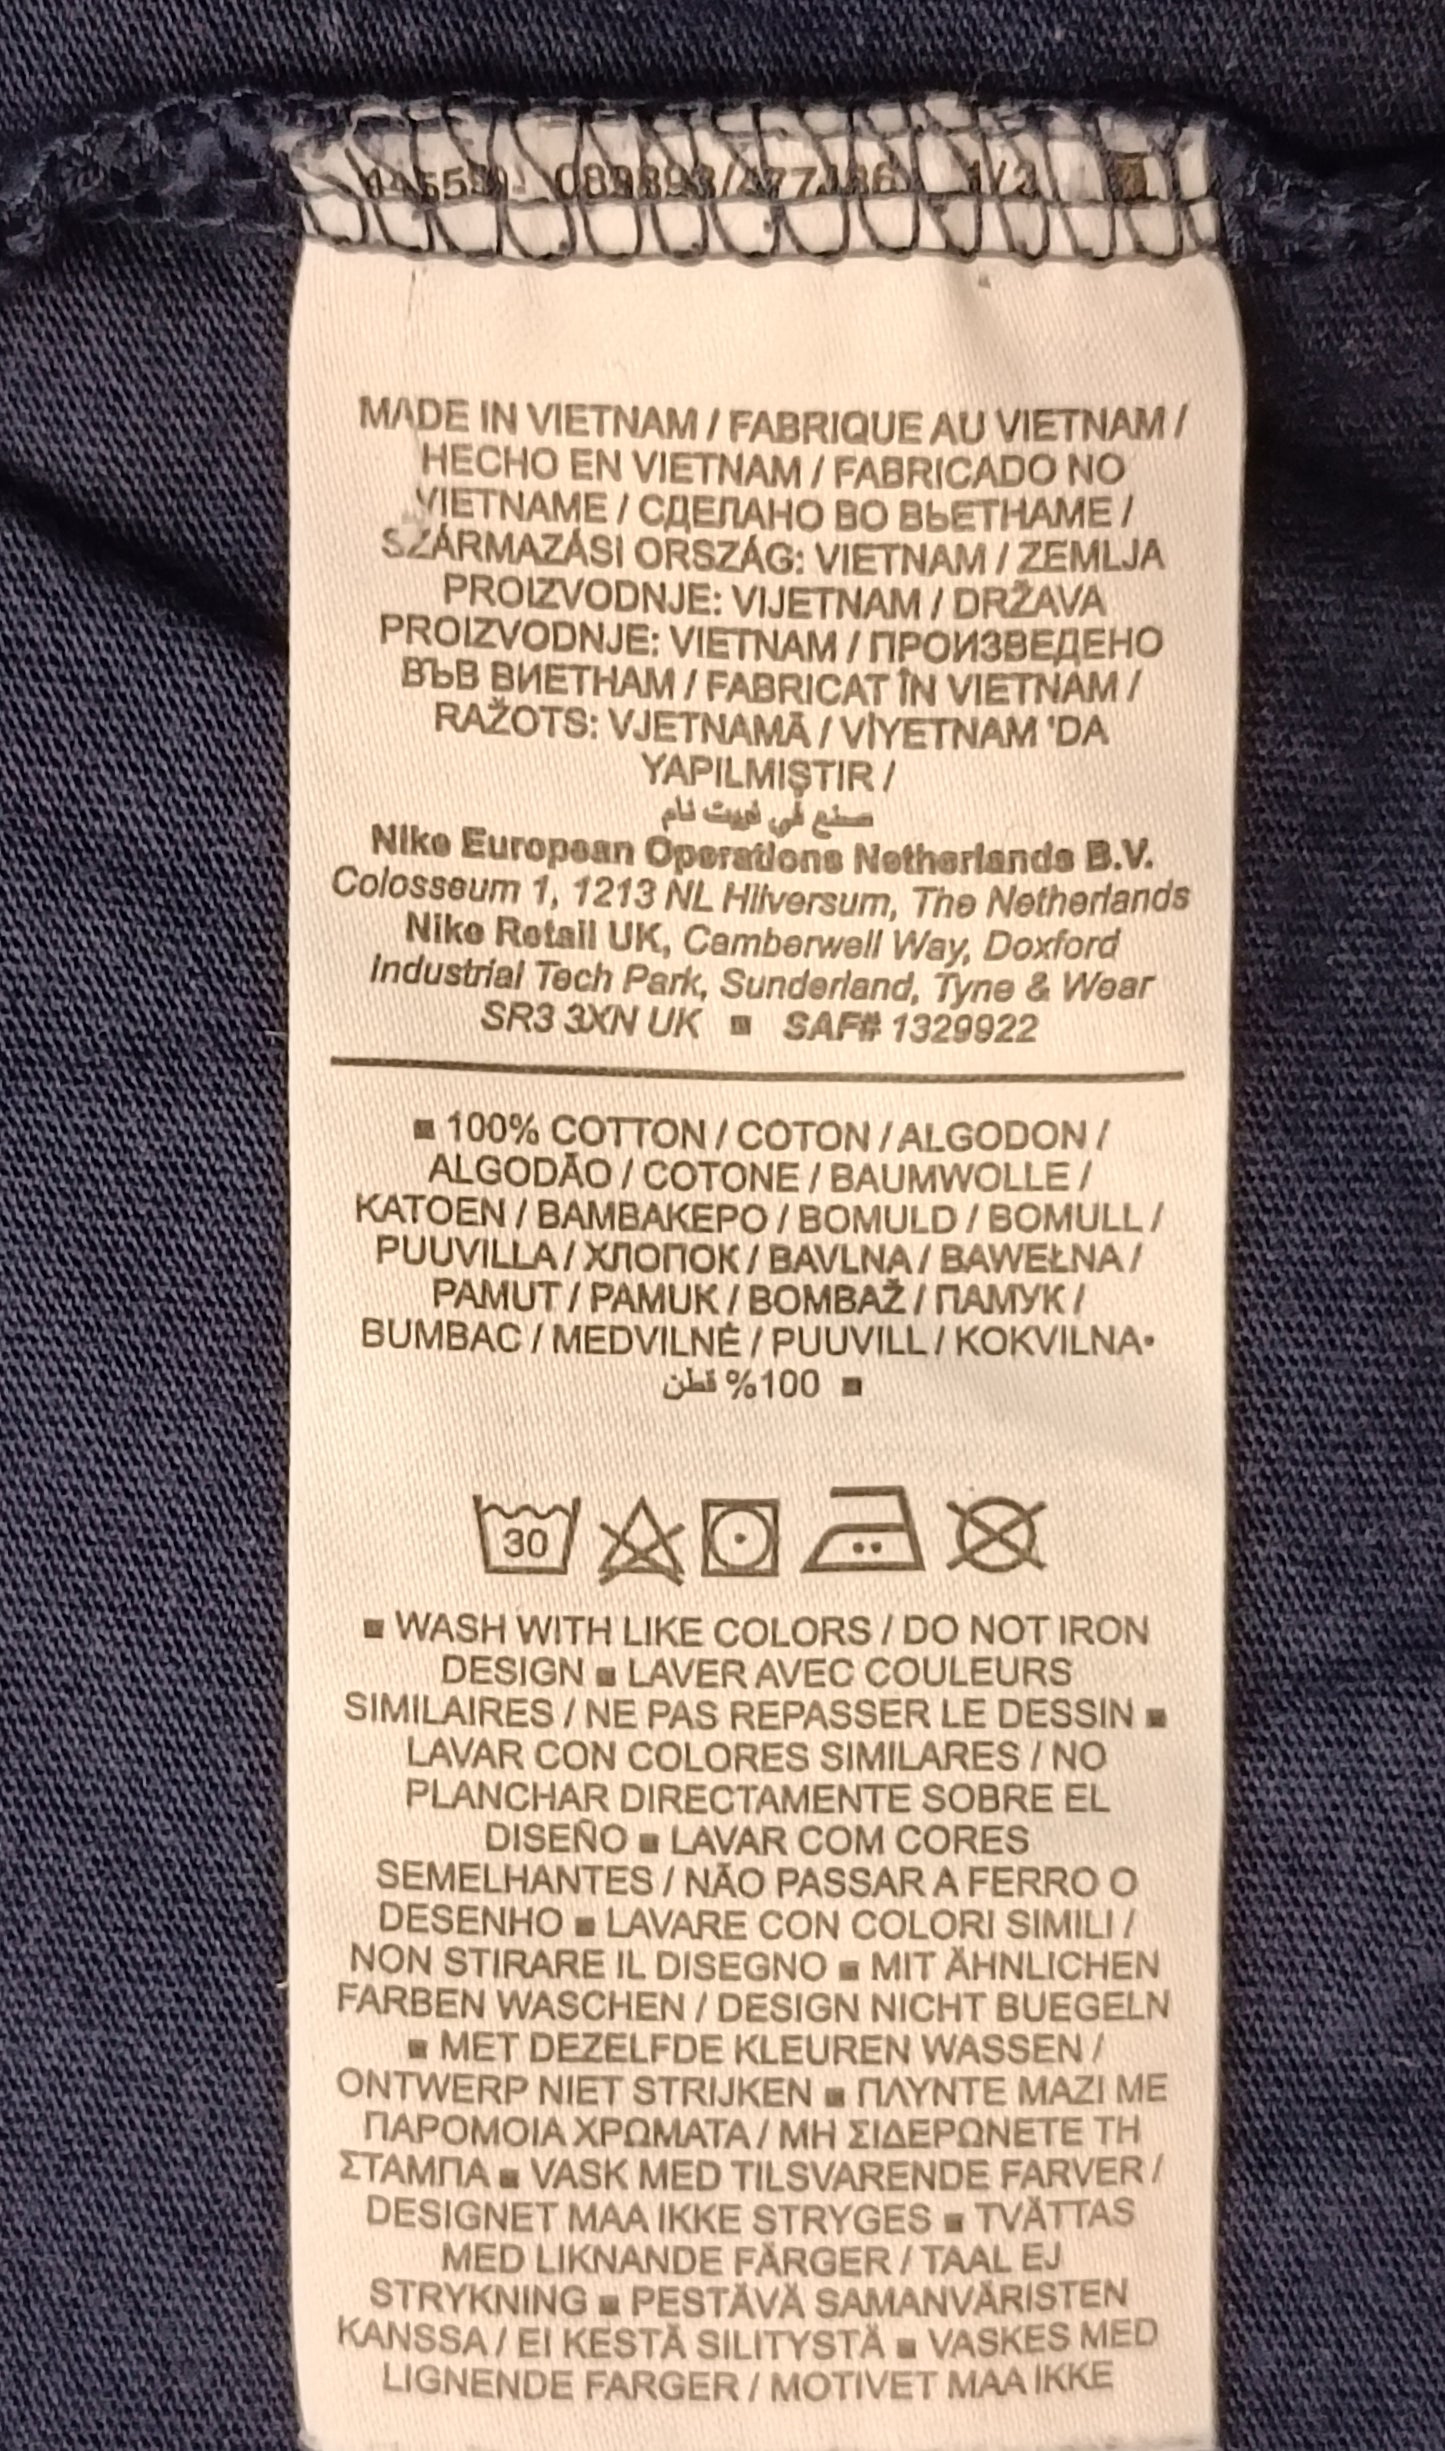 1/2
MADE IN VIETNAM / FABRIQUE AU VIETNAM /
HECHO EN VIETNAM / FABRICADO NO
VIETNAME / СДЕЛАНО ВО ВЬЕТНАМЕ /
SZÁRMAZÁSI ORSZÁG: VIETNAM / ZEMLJA
PROIZVODNJE: VIJETNAM / DRŽAVA
PROIZVODNJE: VIETNAM / ПРОИЗВЕДЕНО
ВЪВ ВИЕТНАМ / FABRICAT ÎN VIETNAM /
RAŽOTS: VJETNAMĀ / VİYETNAM 'DA
YAPILMIŞTIR /
صنع في فييت نام
Nike European Operations Netherlands B.V.
Colosseum 1, 1213 NL Hilversum, The Netherlands
Nike Retail UK, Camberwell Way, Doxford
Industrial Tech Park, Sunderland, Tyne & Wear
SR3 3XN UK ■ SAF# 1329922
■ 100% COTTON / COTON / ALGODON /
ALGODÃO / COTONE / BAUMWOLLE /
KATOEN / ΒΑΜΒΑΚΕΡΟ / BOMULD / BOMULL /
PUUVILLA / ХЛОПОК / BAVLNA / BAWEŁNA /
PAMUT / PAMUK / BOMBAŽ / ПАМУК /
BUMBAC / MEDVILNĖ / PUUVILL / KOKVILNA•
100% قطن ■
30
■ WASH WITH LIKE COLORS / DO NOT IRON
DESIGN ■ LAVER AVEC COULEURS
SIMILAIRES / NE PAS REPASSER LE DESSIN ■
LAVAR CON COLORES SIMILARES / NO
PLANCHAR DIRECTAMENTE SOBRE EL
DISEÑO ■ LAVAR COM CORES
SEMELHANTES / NÃO PASSAR A FERRO O
DESENHO ■ LAVARE CON COLORI SIMILI /
NON STIRARE IL DISEGNO ■ MIT ÄHNLICHEN
FARBEN WASCHEN / DESIGN NICHT BUEGELN
■ MET DEZELFDE KLEUREN WASSEN /
ONTWERP NIET STRIJKEN ■ ΠΛΥΝΤΕ ΜΑΖΙ ΜΕ
ΠΑΡΟΜΟΙΑ ΧΡΩΜΑΤΑ / ΜΗ ΣΙΔΕΡΩΝΕΤΕ ΤΗ
ΣΤΑΜΠΑ ■ VASK MED TILSVARENDE FARVER /
DESIGNET MAA IKKE STRYGES ■ TVÄTTAS
MED LIKNANDE FÄRGER / TAAL EJ
STRYKNING ■ PESTÄVÄ SAMANVÄRISTEN
KANSSA / EI KESTÄ SILITYSTÄ ■ VASKES MED
LIGNENDE FARGER / MOTIVET MAA IKKE